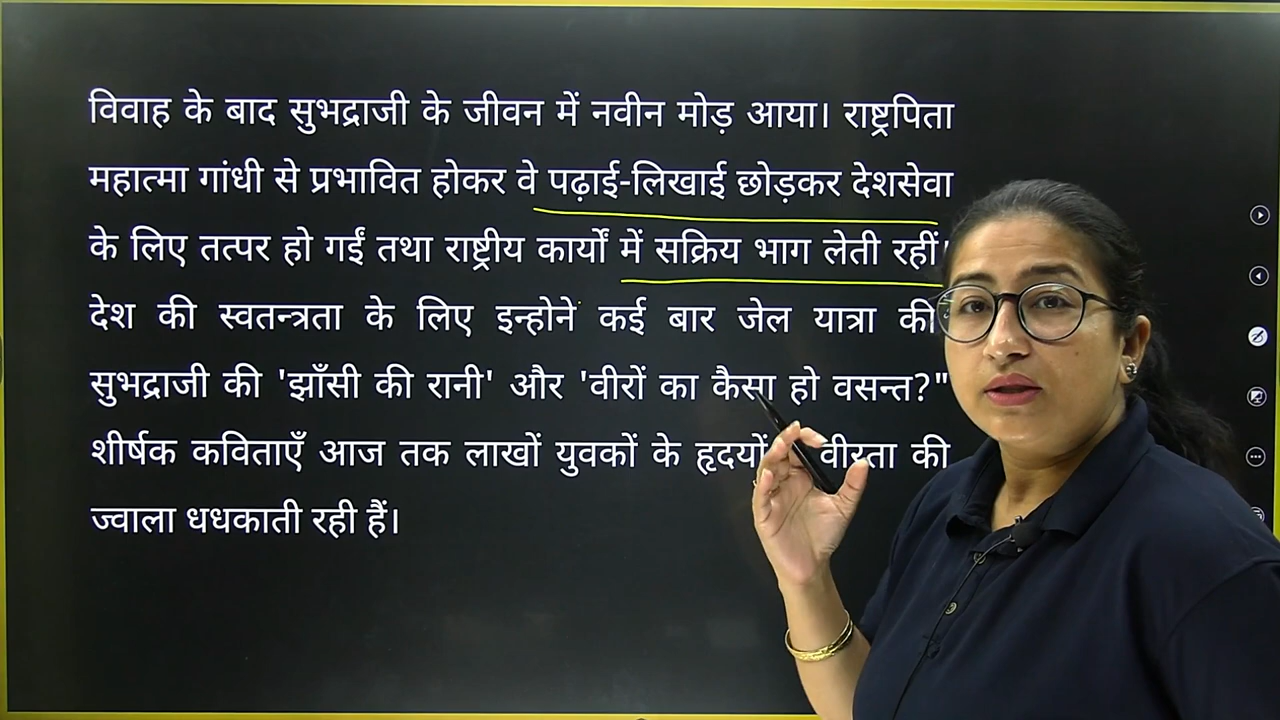 विवाह के बाद सुभद्राजी के जीवन में नवीन मोड़ आया। राष्ट्रपिता
महात्मा गांधी से प्रभावित होकर वे पढ़ाई-लिखाई छोड़कर देशसेवा
के लिए तत्पर हो गईं तथा राष्ट्रीय कार्यों में सक्रिय भाग लेती रहीं।
देश की स्वतन्त्रता के लिए इन्होने कई बार जेल यात्रा की
सुभद्राजी की 'झाँसी की रानी' और 'वीरों का कैसा हो वसन्त?"
शीर्षक कविताएँ आज तक लाखों युवकों के हृदयों वीरता की
ज्वाला धधकाती रही हैं।